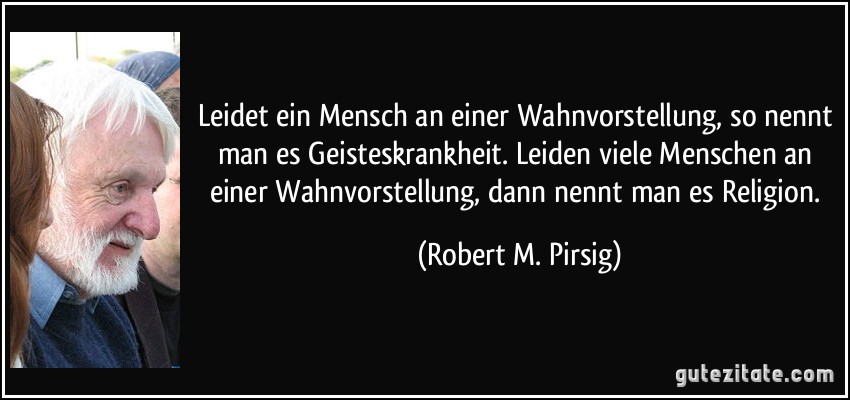 Leidet ein Mensch an einer Wahnvorstellung, so nennt
man es Geisteskrankheit. Leiden viele Menschen an
einer Wahnvorstellung, dann nennt man es Religion.
(Robert M. Pirsig)
gutezitate.com